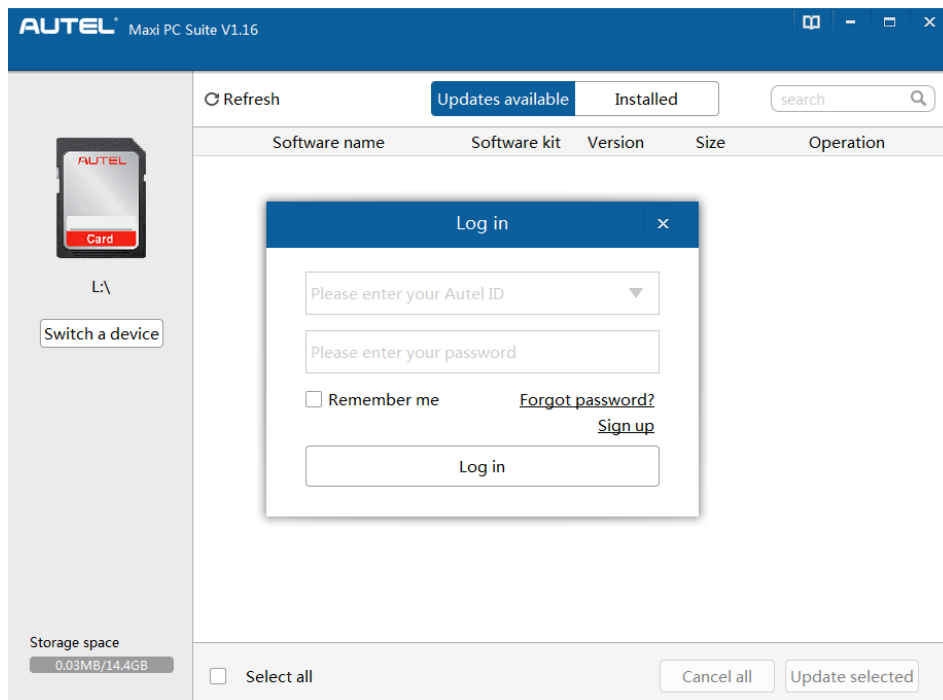 AUTEL Maxi PC Suite V1.16
Refresh
Updates available
Installed
search
Software name Software kit Version Size Operation
AUTEL
Card
L:\
Switch a device
Log in
Please enter your Autel ID
Please enter your password
Remember me
Forgot password?
Sign up
Log in
Storage space
0.03MB/14.4GB
Select all
Cancel all
Update selected